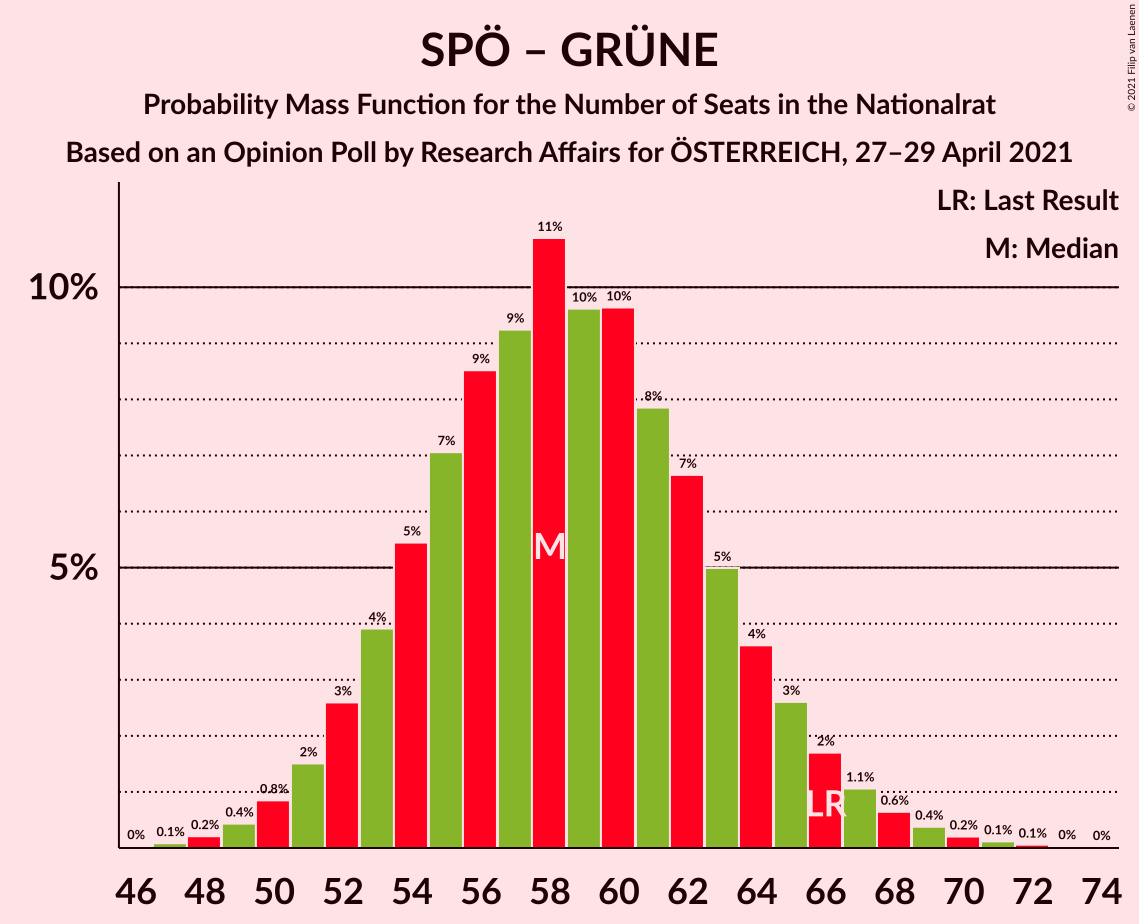 SPÖ – GRÜNE
Probability Mass Function for the Number of Seats in the Nationalrat
Based on an Opinion Poll by Research Affairs for ÖSTERREICH, 27–29 April 2021
© 2021 Filip van Laenen
LR: Last Result
M: Median
10%
5%
0% 0.1% 0.2% 0.4% 0.8% 2% 3% 4% 5% 7% 9% 9% 11% 10% 10% 8% 7% 5% 4% 3% 2% 1.1% 0.6% 0.4% 0.2% 0.1% 0.1% 0% 0%
M
LR
46 48 50 52 54 56 58 60 62 64 66 68 70 72 74